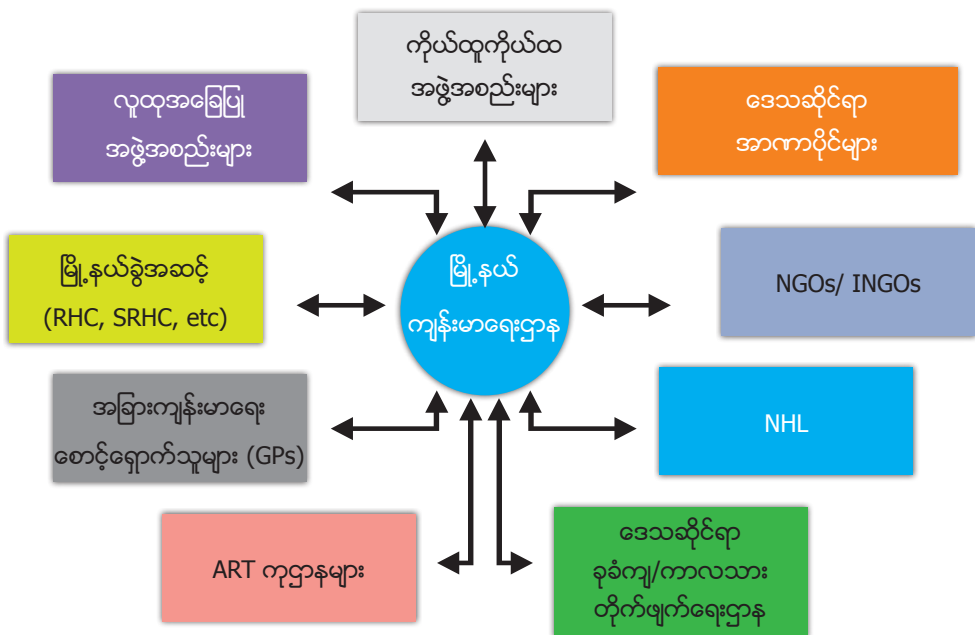 ကိုယ်ထူကိုယ်ထ
အဖွဲ့အစည်းများ
လူထုအခြေပြု
အဖွဲ့အစည်းများ
ဒေသဆိုင်ရာ
အာဏာပိုင်များ
မြို့နယ်ခွဲအဆင့်
(RHC, SRHC, etc)
မြို့နယ်
ကျန်းမာရေးဌာန
NGOs/ INGOs
အခြားကျန်းမာရေး
စောင့်ရှောက်သူများ (GPs)
NHL
ART ကုဌာနများ
ဒေသဆိုင်ရာ
ခုခံကျ/ကာလသား
တိုက်ဖျက်ရေးဌာန